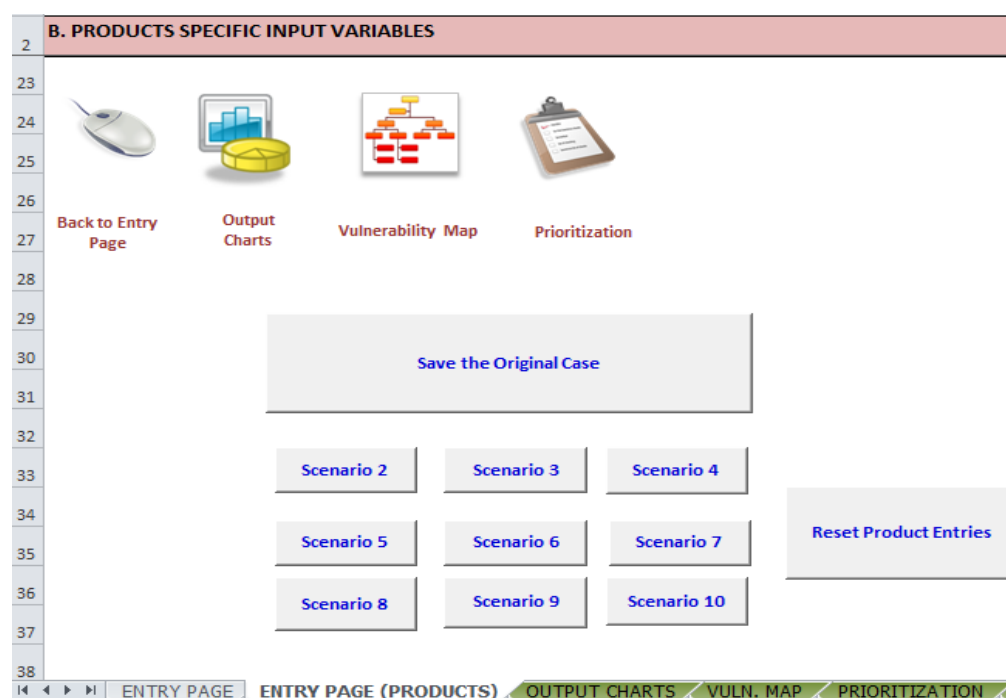 2 B. PRODUCTS SPECIFIC INPUT VARIABLES
23
24
25
26
27
Back to Entry
Page
Output
Charts
Vulnerability Map
Prioritization
28
29
30
31
Save the Original Case
32
33
Scenario 2 Scenario 3 Scenario 4
34
35
Scenario 5 Scenario 6 Scenario 7
Reset Product Entries
36
37
Scenario 8 Scenario 9 Scenario 10
38
ENTRY PAGE ENTRY PAGE (PRODUCTS) OUTPUT CHARTS VULN. MAP PRIORITIZATION